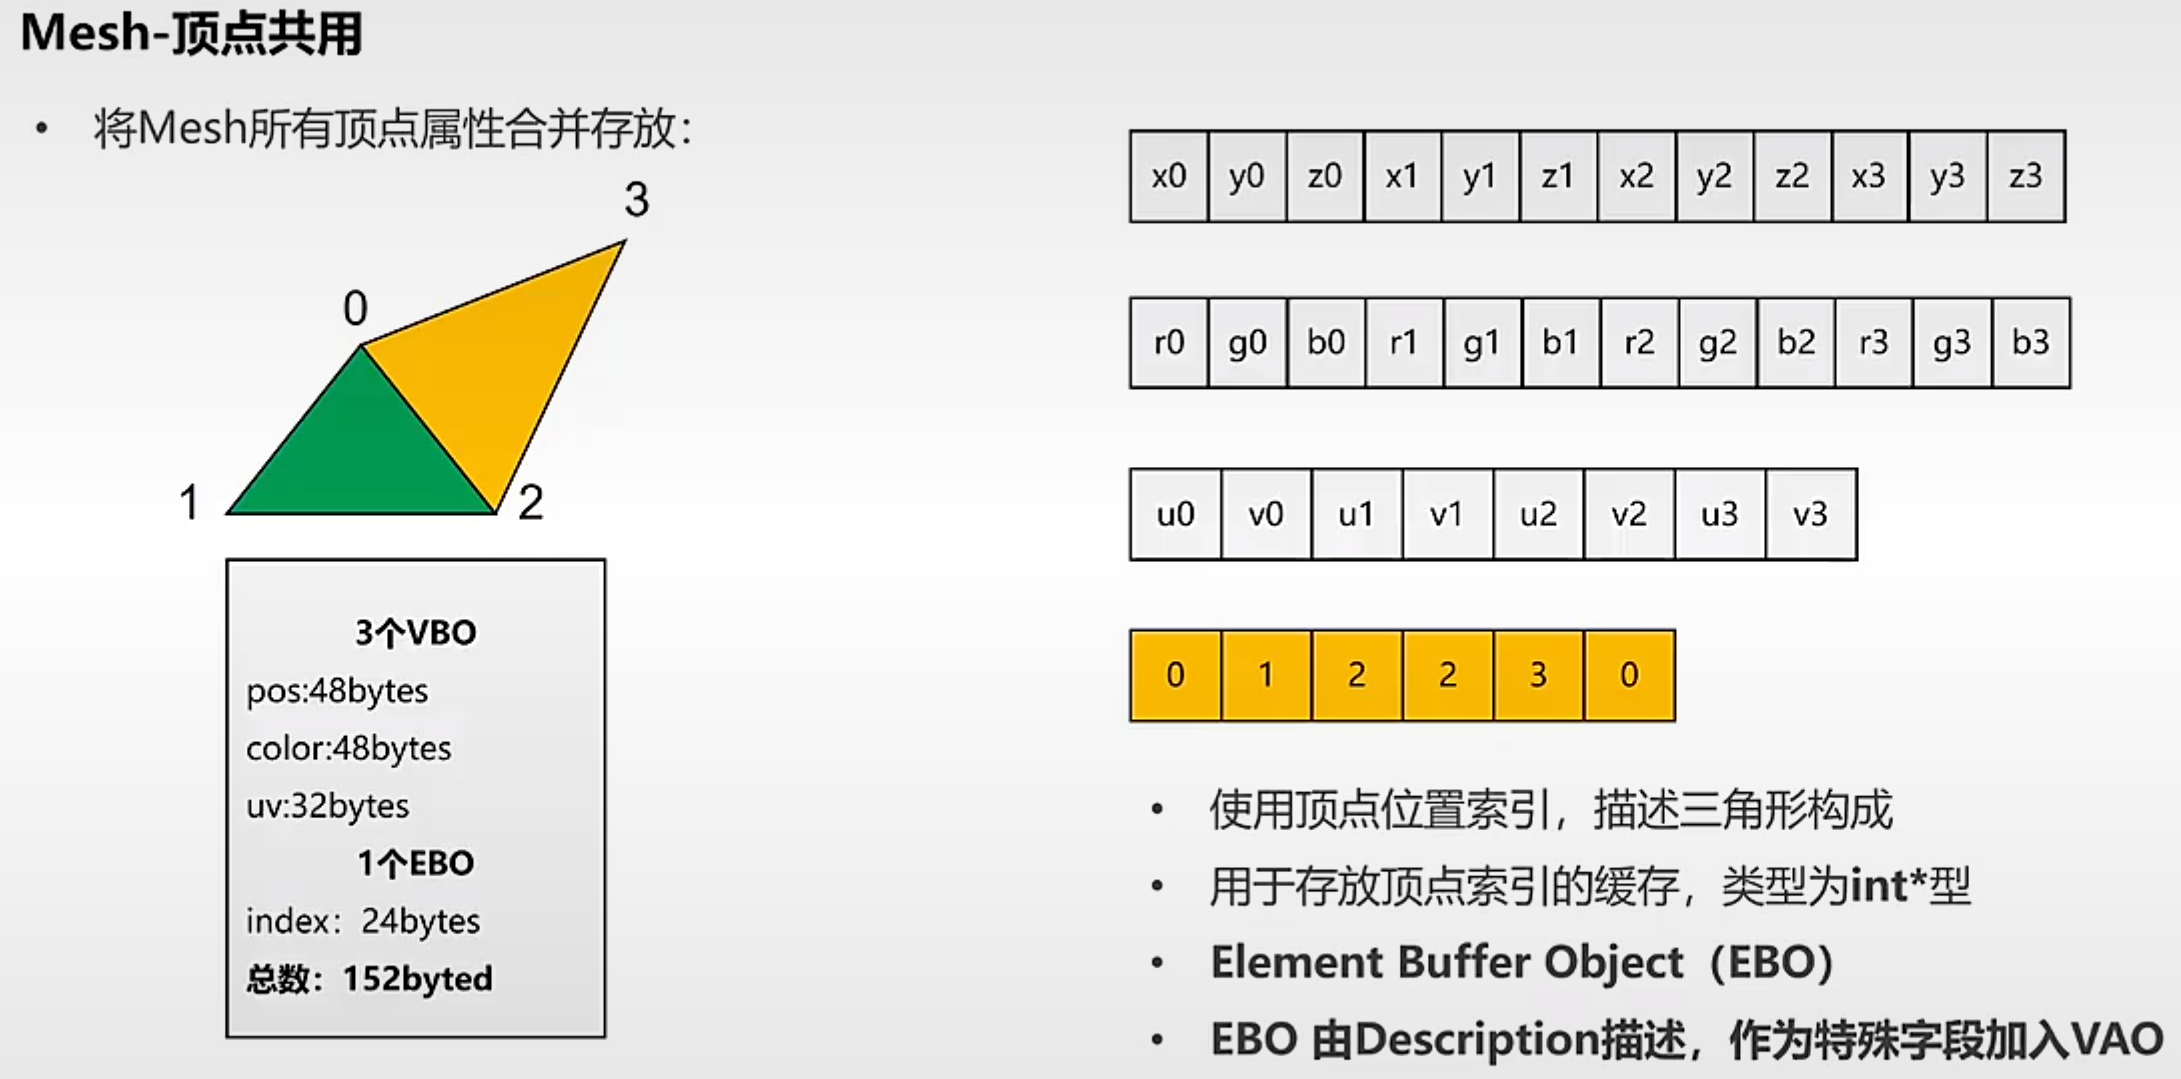 Mesh-顶点共用
• 将Mesh所有顶点属性合并存放：
3
0
1
2
3个VBO
pos:48bytes
color:48bytes
uv:32bytes
1个EBO
index：24bytes
总数：152byted
x0 y0 z0 x1 y1 z1 x2 y2 z2 x3 y3 z3
r0 g0 b0 r1 g1 b1 r2 g2 b2 r3 g3 b3
u0 v0 u1 v1 u2 v2 u3 v3
0 1 2 2 3 0
• 使用顶点位置索引，描述三角形构成
• 用于存放顶点索引的缓存，类型为int*型
• Element Buffer Object（EBO）
• EBO 由Description描述，作为特殊字段加入VAO